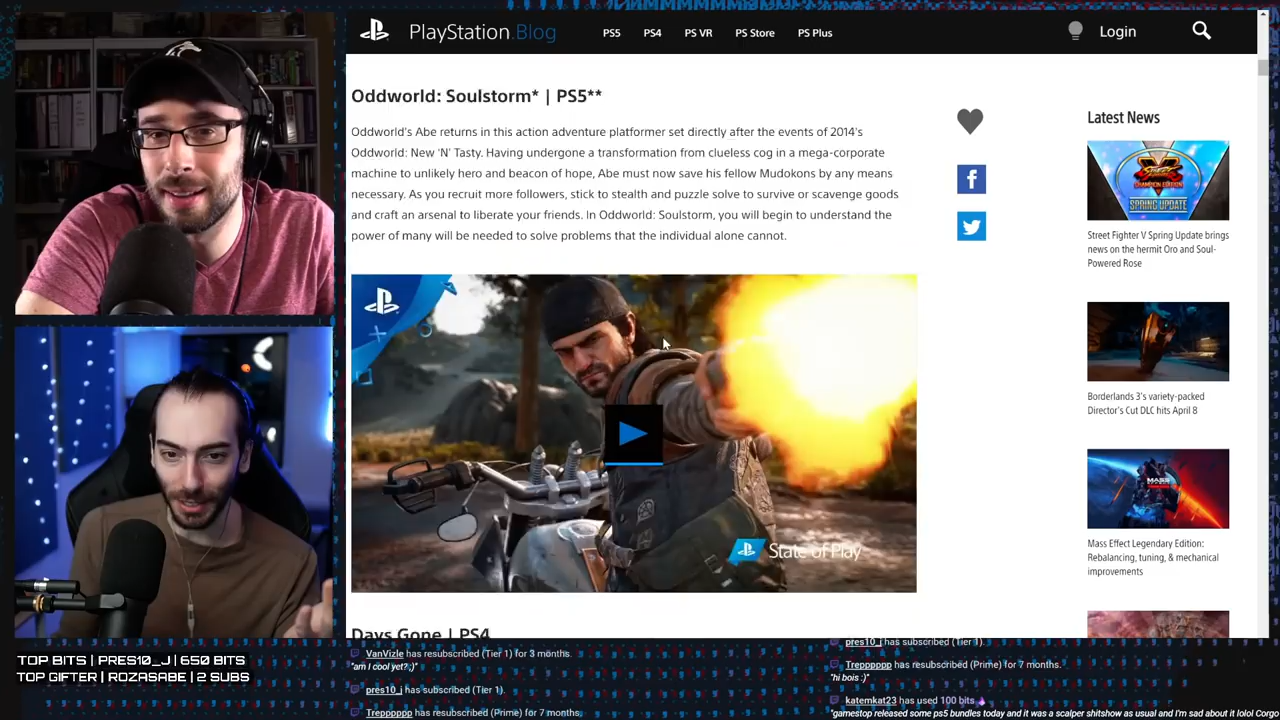 PlayStation.Blog
PS5 PS4 PS VR PS Store PS Plus
Login
Oddworld: Soulstorm* | PS5**
Oddworld's Abe returns in this action adventure platformer set directly after the events of 2014's
Oddworld: New 'N' Tasty. Having undergone a transformation from clueless cog in a mega-corporate
machine to unlikely hero and beacon of hope, Abe must now save his fellow Mudokons by any means
necessary. As you recruit more followers, stick to stealth and puzzle solve to survive or scavenge goods
and craft an arsenal to liberate your friends. In Oddworld: Soulstorm, you will begin to understand the
power of many will be needed to solve problems that the individual alone cannot.
State of Play
Days Gone | PS4
Latest News
STREET FIGHTER V
CHAMPION EDITION
SPRING UPDATE
Street Fighter V Spring Update brings
news on the hermit Oro and Soul-
Powered Rose
Borderlands 3's variety-packed
Director's Cut DLC hits April 8
MASS EFFECT
Mass Effect Legendary Edition:
Rebalancing, tuning, & mechanical
improvements
TOP BITS | PRES10_J | 650 BITS
TOP GIFTER | ROZASABE | 2 SUBS
VanVizle has resubscribed (Tier 1) for 3 months.
"am I cool yet? ;)"
pres10_j has subscribed (Tier 1).
Treppppp has resubscribed (Prime) for 7 months.
pres10_j has subscribed (Tier 1).
Treppppp has resubscribed (Prime) for 7 months.
"hi bois :)"
katemkat23 has used 100 bits
"gamestop released some ps5 bundles today and it was a scalper shitshow as usual and I'm sad about it lolol Corgo